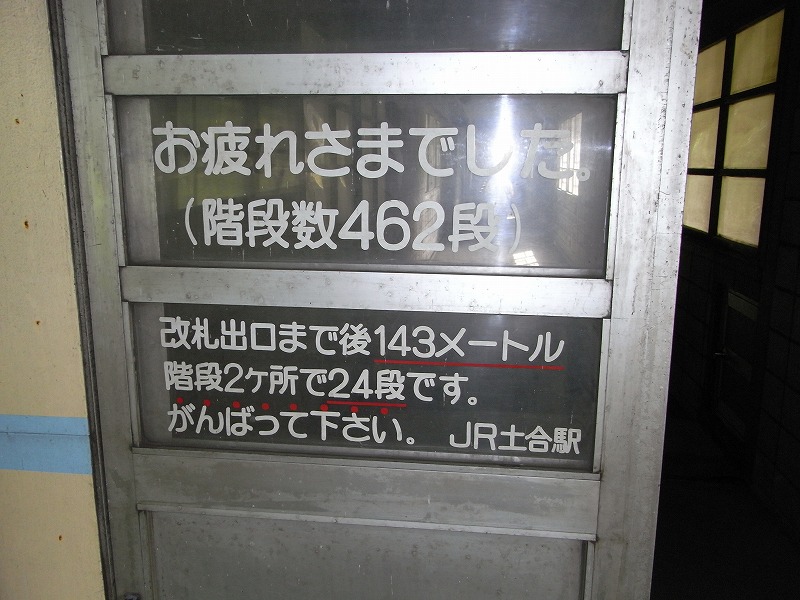 お疲れさまでした。
（階段数462段）
改札出口まで後143メートル
階段2ヶ所で24段です。
がんばって下さい。 JR土合駅